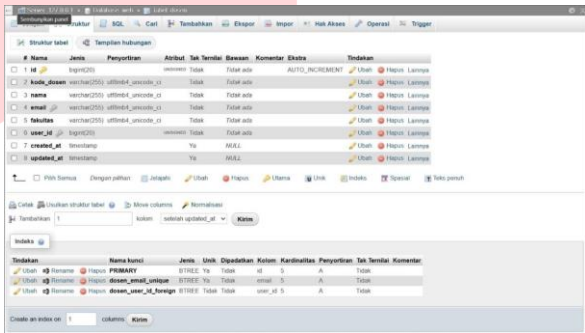 Server: 127.0.0.1 » Database: web » Tabel: dosen
Sembunyikan panel
Struktur SQL Cari Tambahkan Ekspor Impor Hak Akses Operasi Trigger
Struktur tabel Tampilan hubungan
# Nama Jenis Penyortiran Atribut Tak Ternilai Bawaan Komentar Ekstra Tindakan
1 id bigint(20) UNSIGNED Tidak Tidak ada AUTO_INCREMENT Ubah Hapus Lainnya
2 kode_dosen varchar(255) utf8mb4_unicode_ci Tidak Tidak ada Ubah Hapus Lainnya
3 nama varchar(255) utf8mb4_unicode_ci Tidak Tidak ada Ubah Hapus Lainnya
4 email varchar(255) utf8mb4_unicode_ci Tidak Tidak ada Ubah Hapus Lainnya
5 fakultas varchar(255) utf8mb4_unicode_ci Tidak Tidak ada Ubah Hapus Lainnya
6 user_id bigint(20) UNSIGNED Tidak Tidak ada Ubah Hapus Lainnya
7 created_at timestamp Ya NULL Ubah Hapus Lainnya
8 updated_at timestamp Ya NULL Ubah Hapus Lainnya
Pilih Semua Dengan pilihan: Jelajahi Ubah Hapus Utama Unik Indeks Spasial Teks penuh
Cetak Usulkan struktur tabel Move columns Normalisasi
Tambahkan 1 kolom setelah updated_at Kirim
Indeks
Tindakan Nama kunci Jenis Unik Dipadatkan Kolom Kardinalitas Penyortiran Tak Ternilai Komentar
Ubah Rename Hapus PRIMARY BTREE Ya Tidak id 5 A Tidak
Ubah Rename Hapus dosen_email_unique BTREE Ya Tidak email 5 A Tidak
Ubah Rename Hapus dosen_user_id_foreign BTREE Tidak Tidak user_id 5 A Tidak
Create an index on 1 columns Kirim